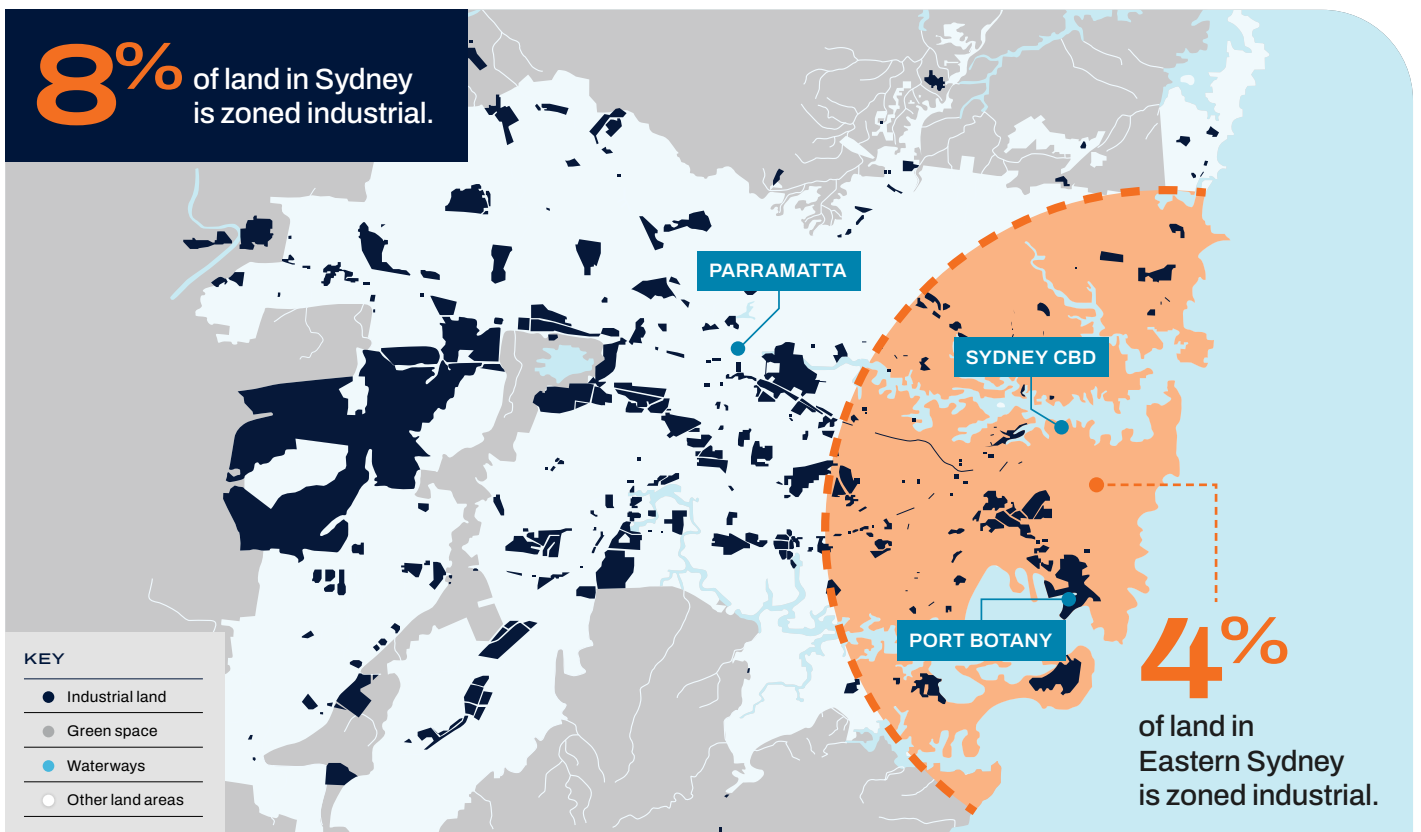 8%
of land in Sydney
is zoned industrial.
PARRAMATTA
SYDNEY CBD
PORT BOTANY
4%
of land in
Eastern Sydney
is zoned industrial.
KEY
Industrial land
Green space
Waterways
Other land areas